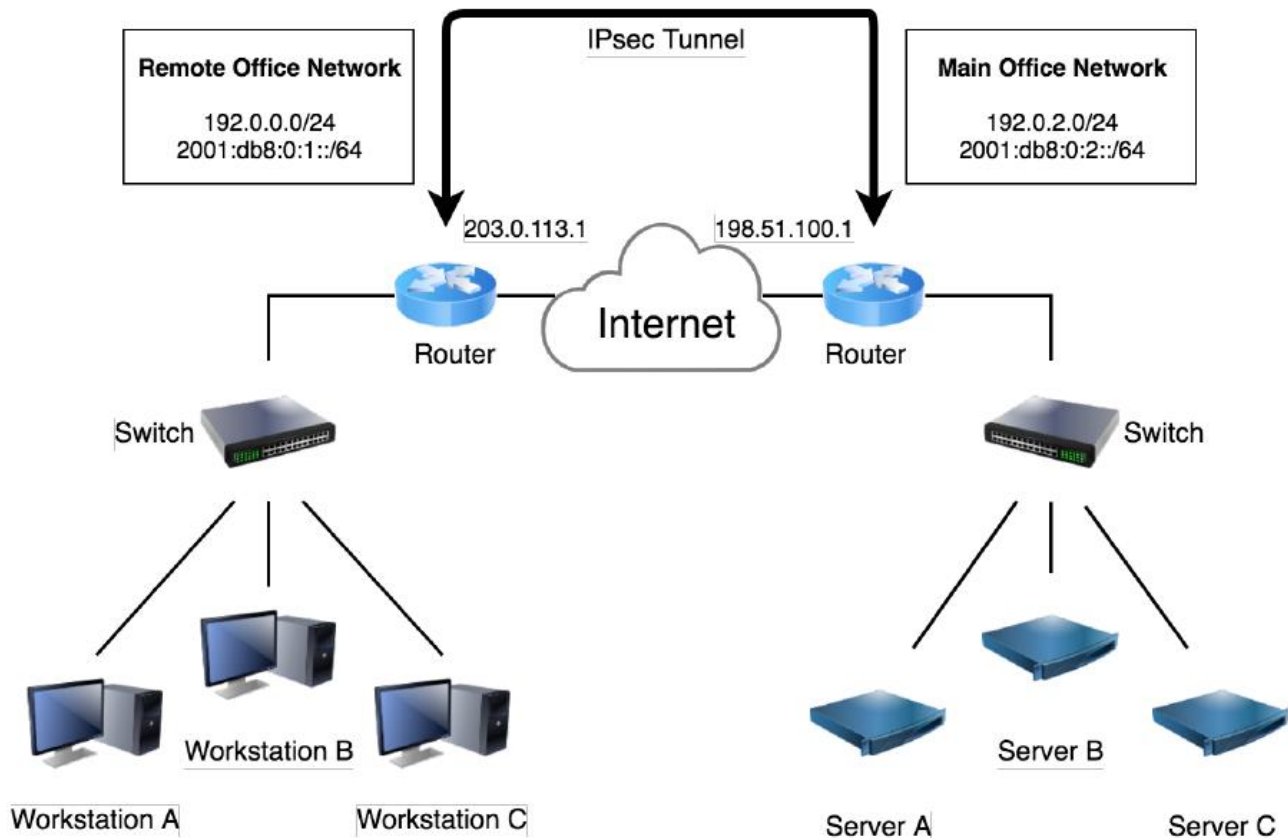 IPsec Tunnel
Remote Office Network
192.0.0.0/24
2001:db8:0:1::/64
Main Office Network
192.0.2.0/24
2001:db8:0:2::/64
203.0.113.1
198.51.100.1
Internet
Router
Router
Switch
Switch
Workstation B
Server B
Workstation A
Workstation C
Server A
Server C